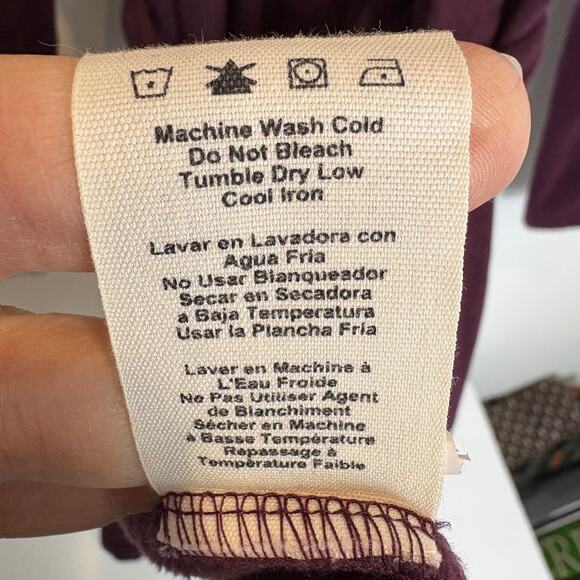 Machine Wash Cold
Do Not Bleach
Tumble Dry Low
Cool Iron
Lavar en Lavadora con
Agua Fria
No Usar Blanqueador
Secar en Secadora
a Baja Temperatura
Usar la Plancha Fria
Laver en Machine à
L'Eau Froide
No Pas Utiliser Agent
de Blanchiment
Sécher en Machine
à Basse Température
Repassage à
Température Faible